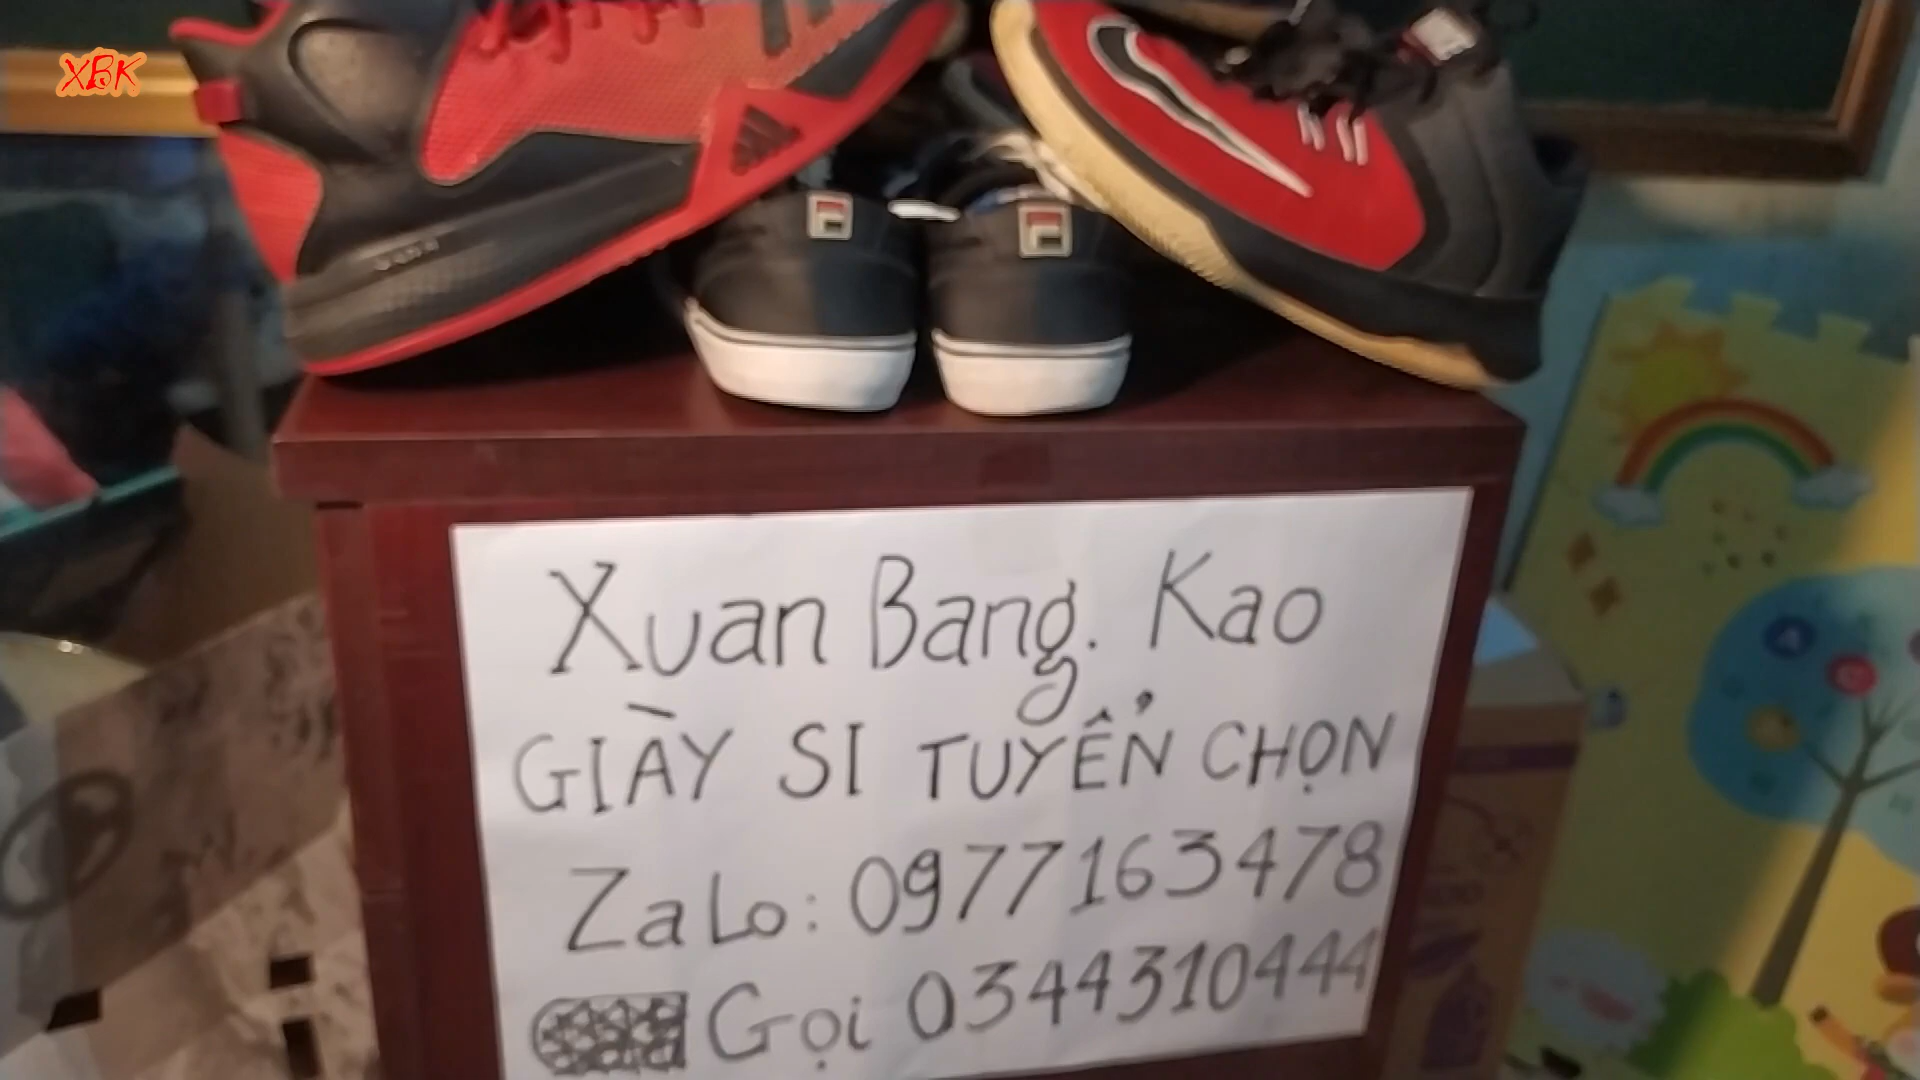 XBK
Xuan Bang. Kao
GIÀY SI TUYỂN CHỌN
ZaLo: 0977163478
Gọi 0344310444